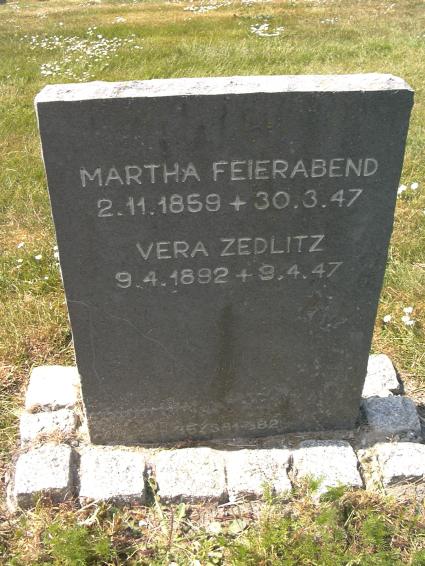 MARTHA FEIERABEND
2.11.1859 + 30.3.47
VERA ZEDLITZ
9.4.1892 + 9.4.47